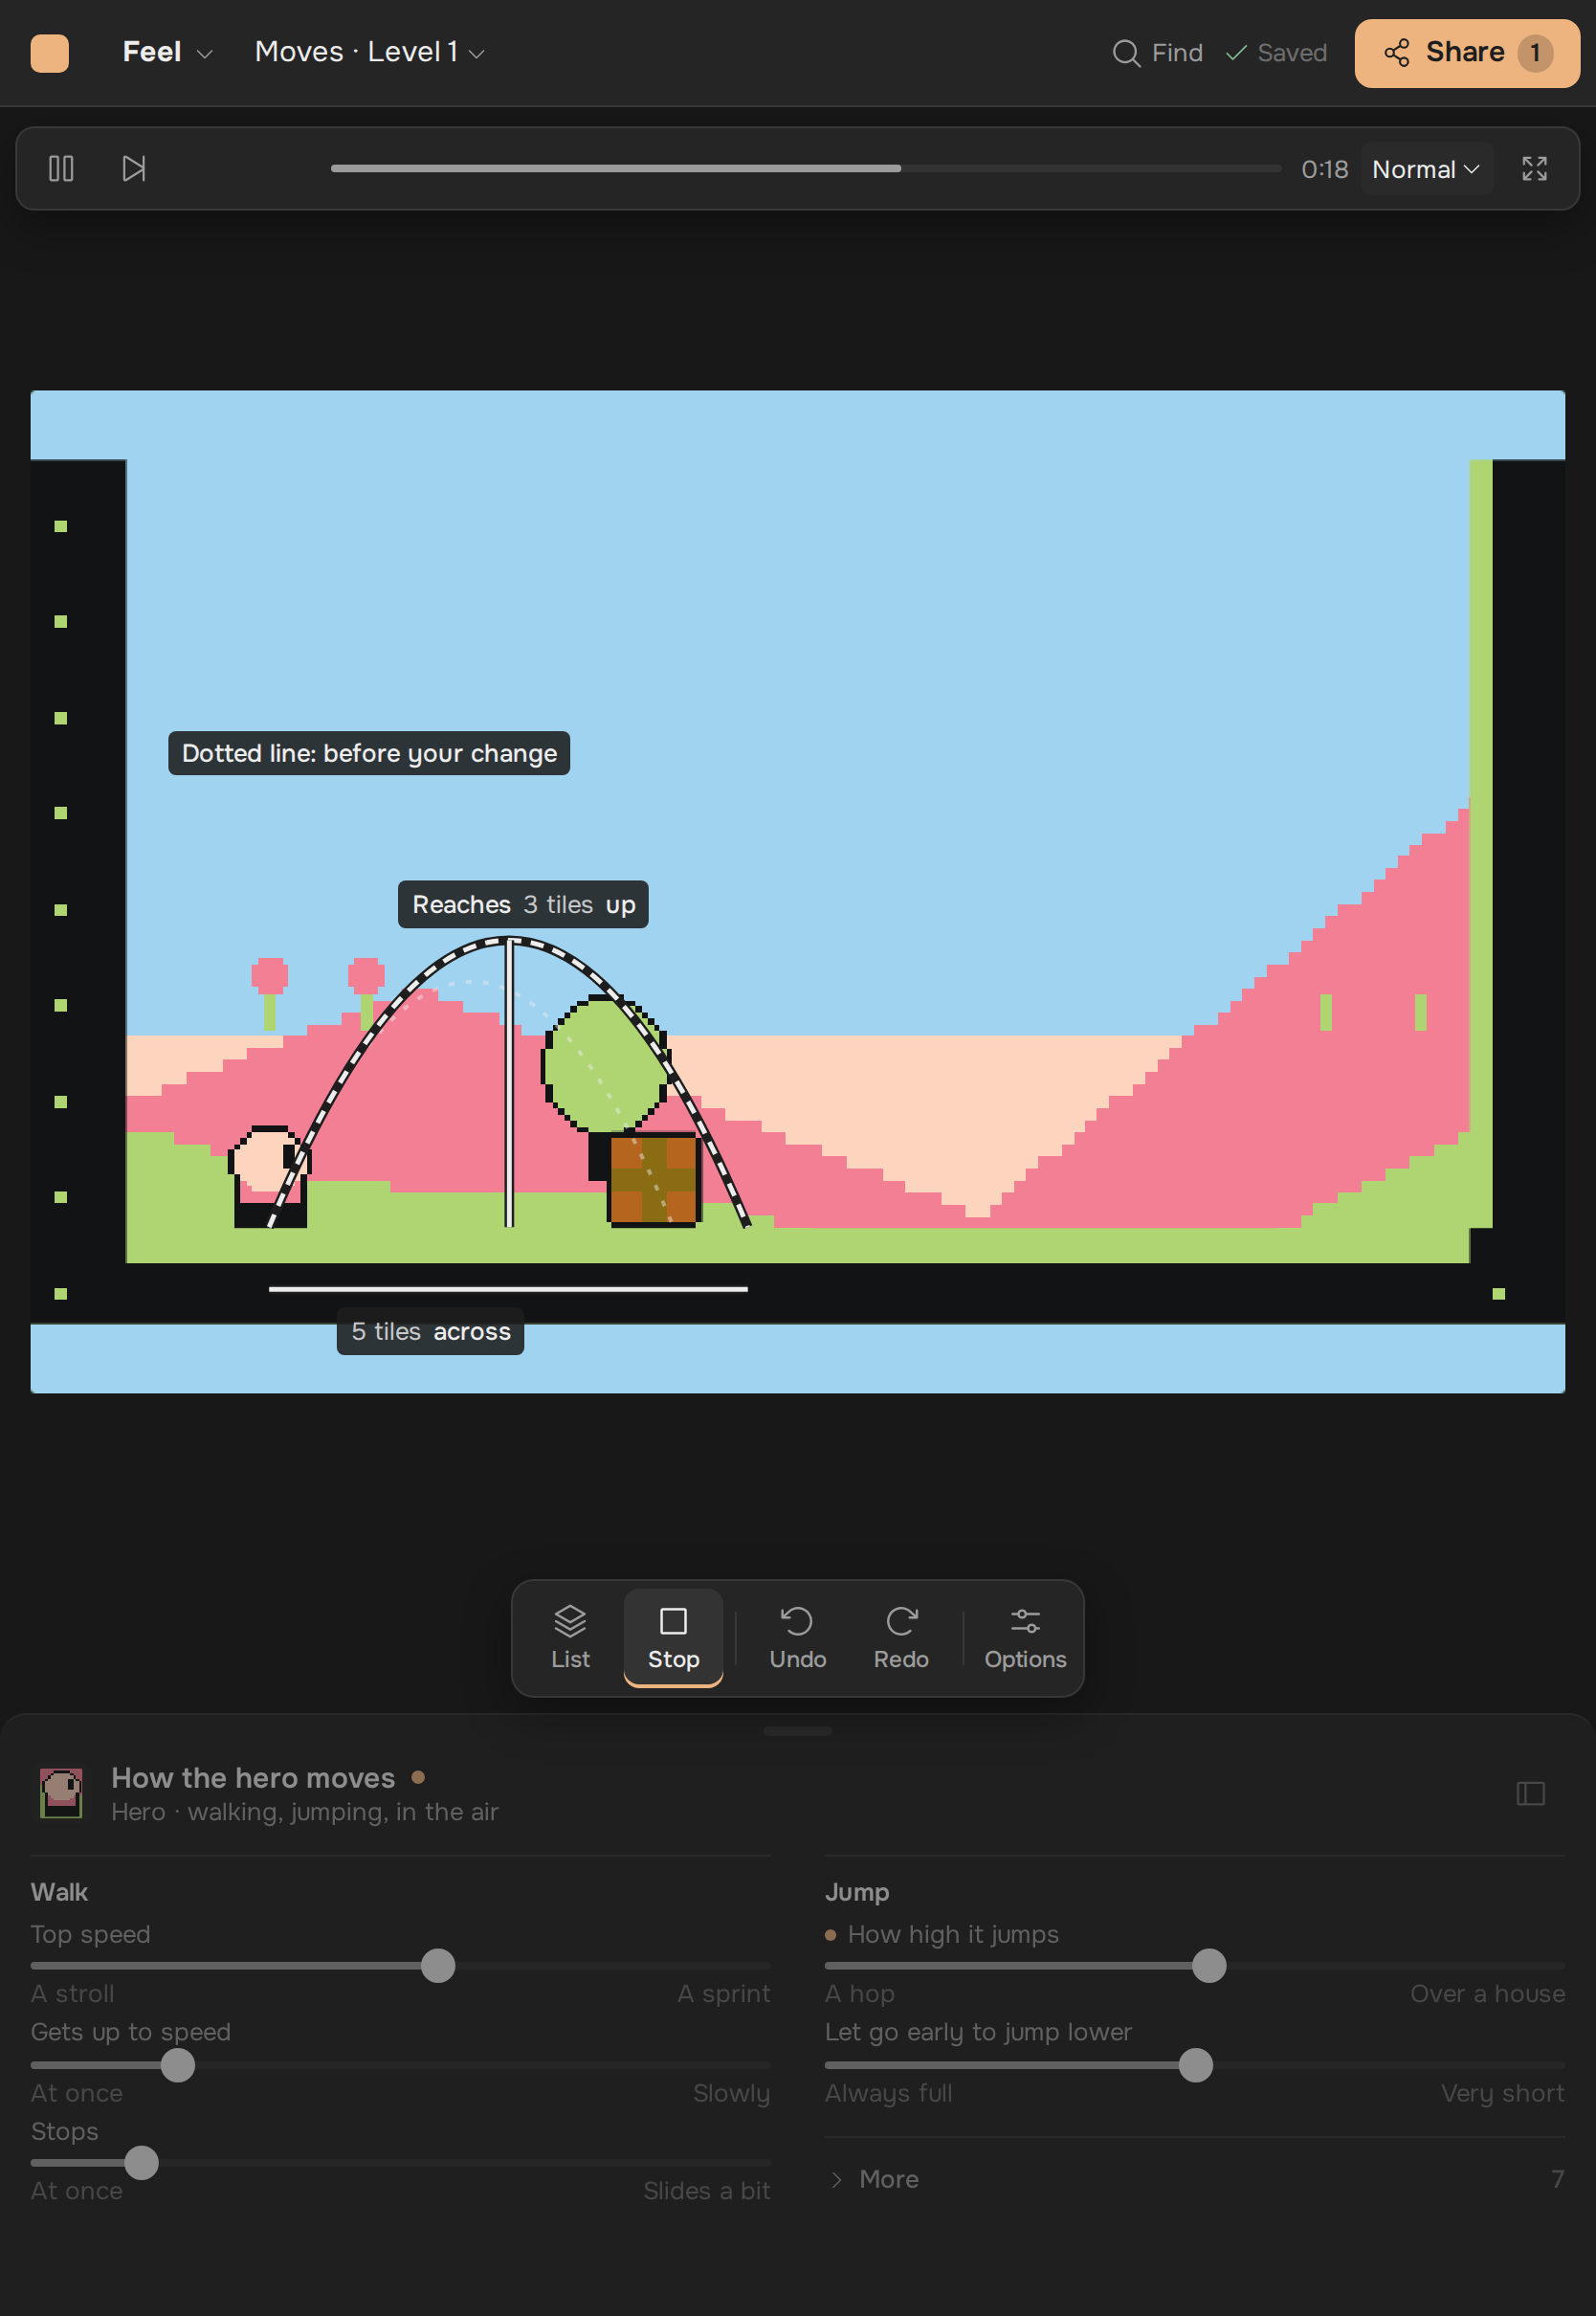 Feel
Moves · Level 1
Find
Saved
Share 1
0:18
Normal
Dotted line: before your change
Reaches 3 tiles up
5 tiles across
List
Stop
Undo
Redo
Options
How the hero moves
Hero · walking, jumping, in the air
Walk
Top speed
A stroll
A sprint
Gets up to speed
At once
Slowly
Stops
At once
Slides a bit
Jump
How high it jumps
A hop
Over a house
Let go early to jump lower
Always full
Very short
More
7